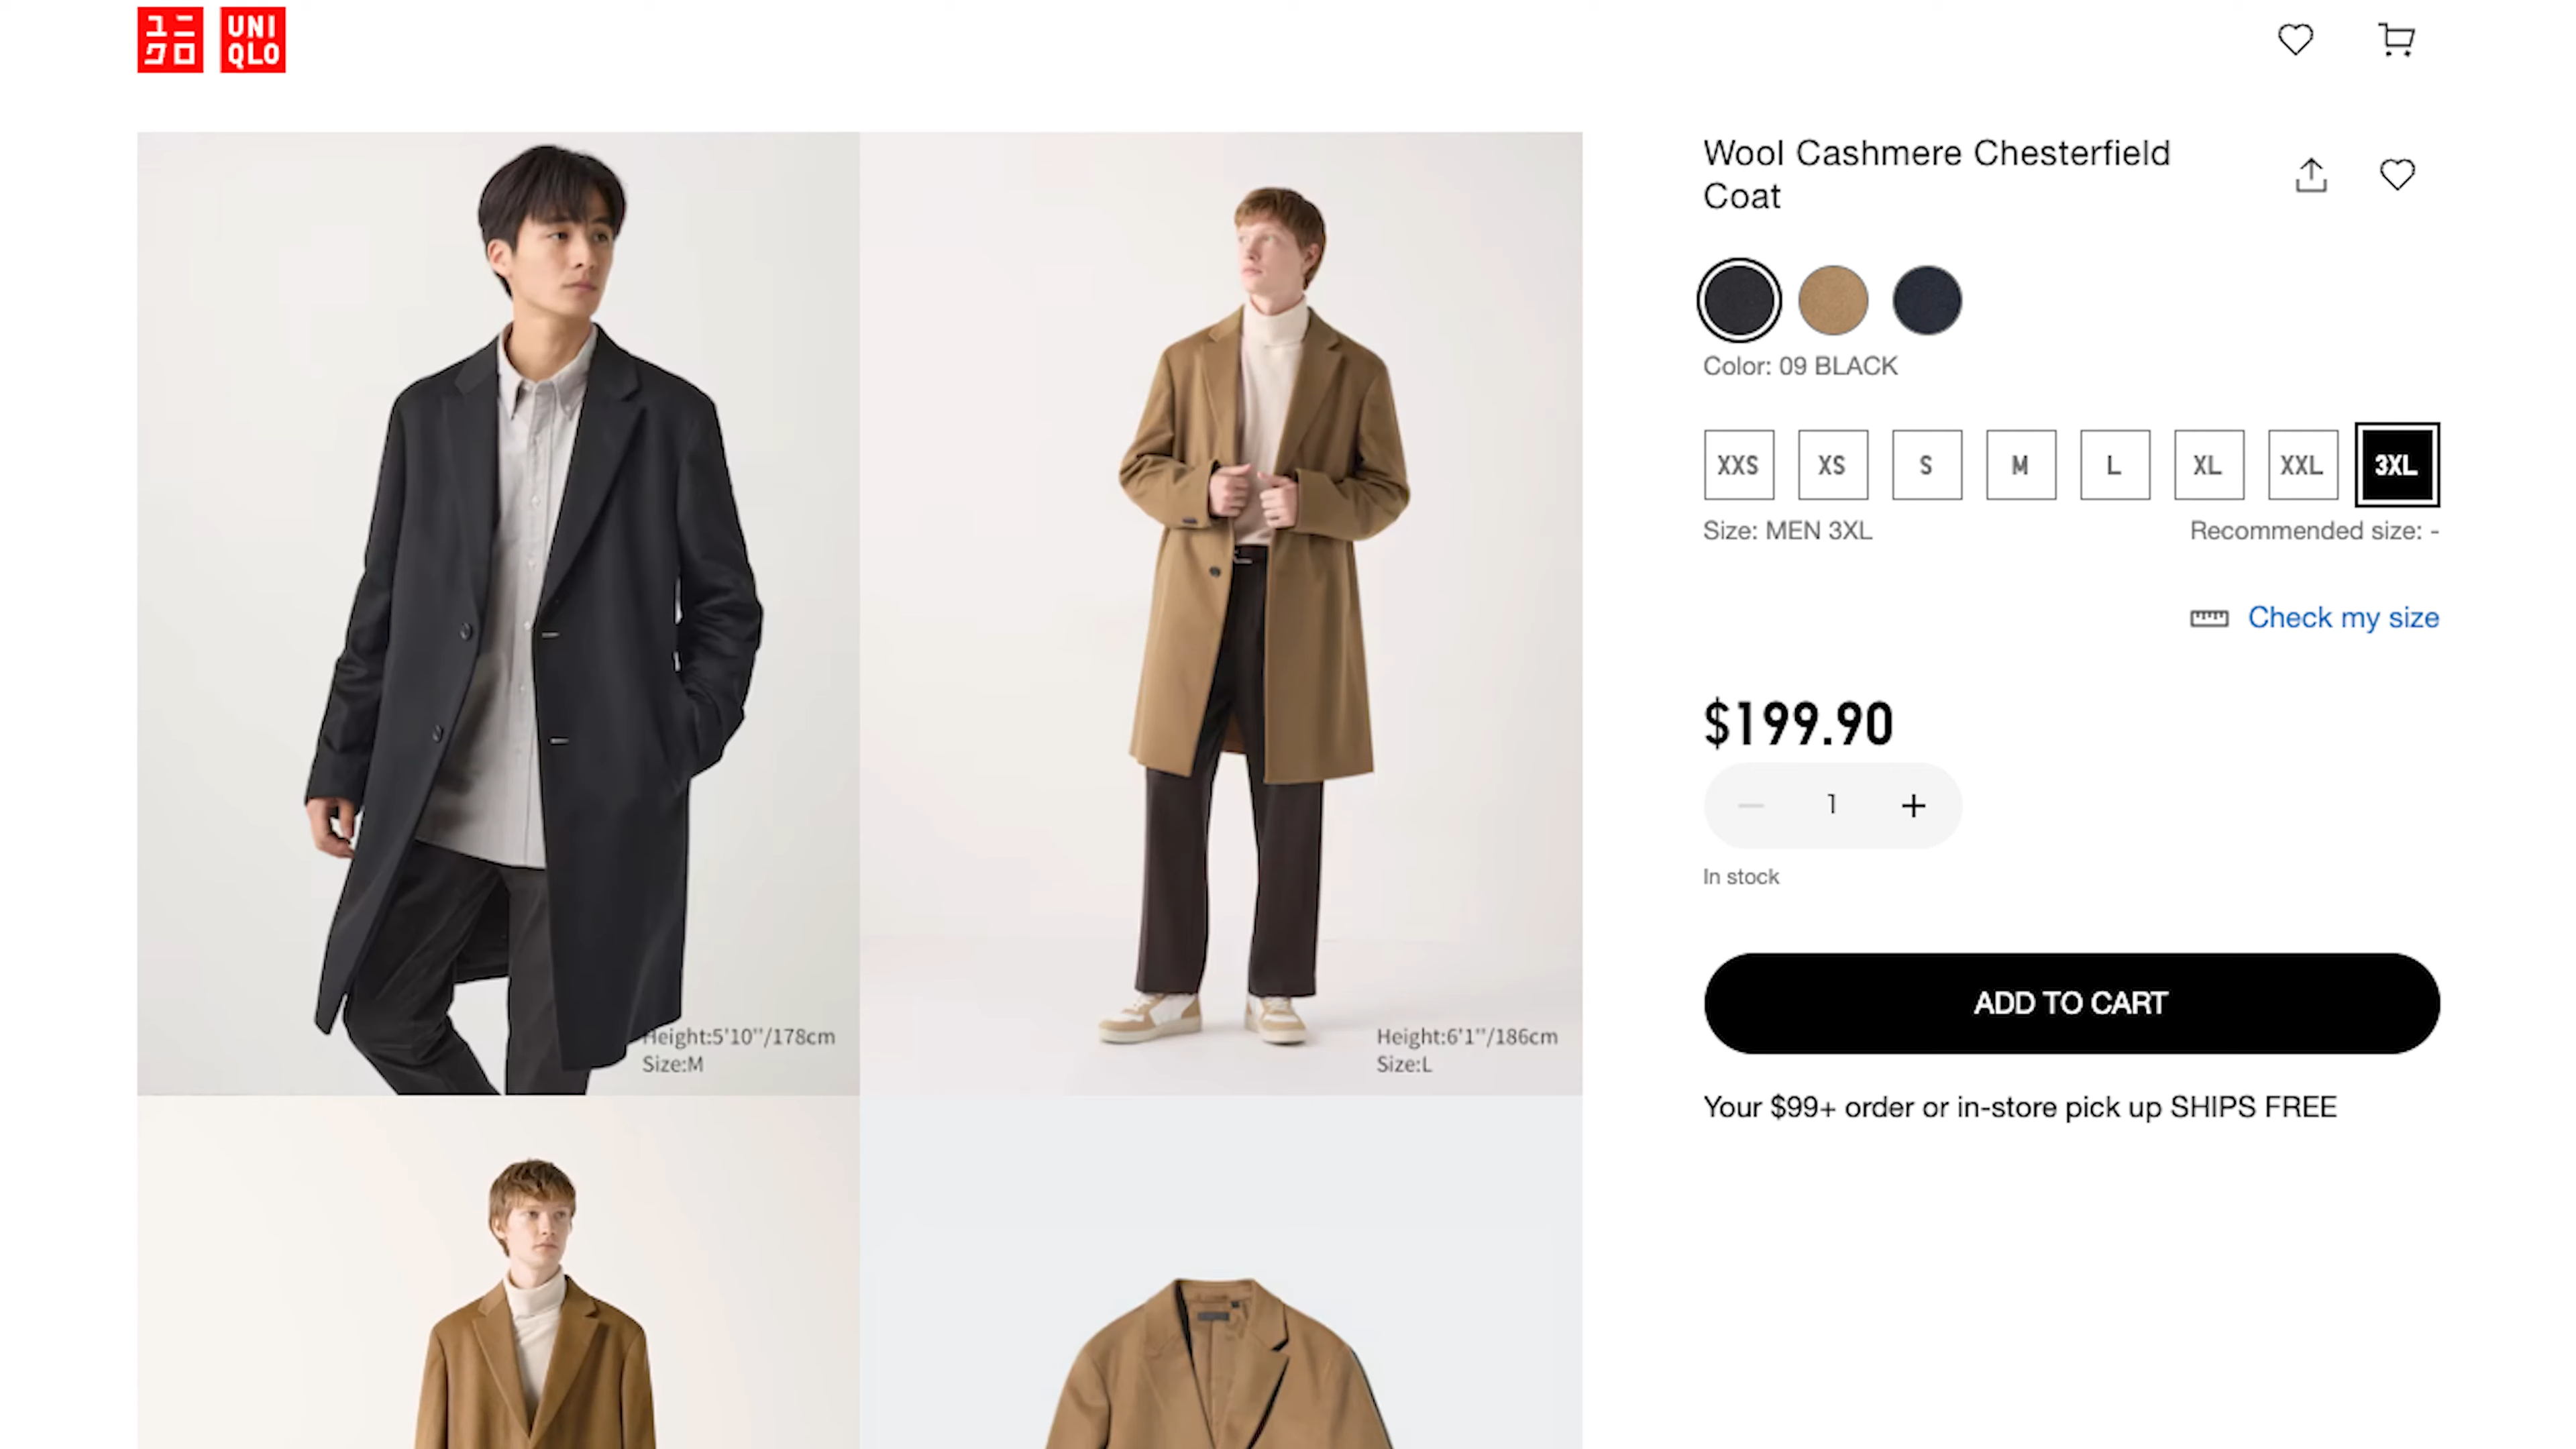 ユニ
クロ
UNI
QLO
Wool Cashmere Chesterfield
Coat
Color: 09 BLACK
XXS XS S M L XL XXL 3XL
Size: MEN 3XL Recommended size: -
Check my size
$199.90
1
In stock
ADD TO CART
Your $99+ order or in-store pick up SHIPS FREE
Height:5'10''/178cm
Size:M
Height:6'1''/186cm
Size:L